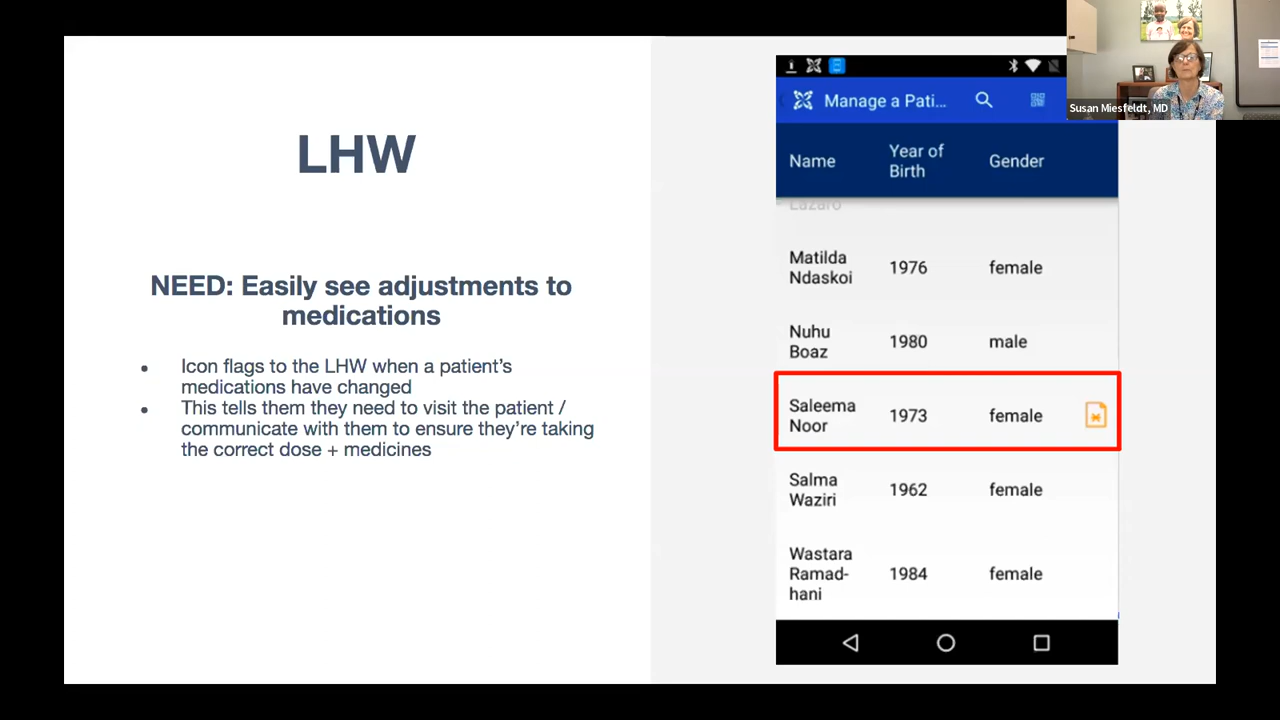 LHW
NEED: Easily see adjustments to
medications
• Icon flags to the LHW when a patient's
medications have changed
• This tells them they need to visit the patient /
communicate with them to ensure they're taking
the correct dose + medicines
Manage a Pati...
Name Year of Birth Gender
Lazaro
Matilda Ndaskoi 1976 female
Nuhu Boaz 1980 male
Saleema Noor 1973 female
Salma Waziri 1962 female
Wastara Ramad-hani 1984 female
Susan Miesfeldt, MD